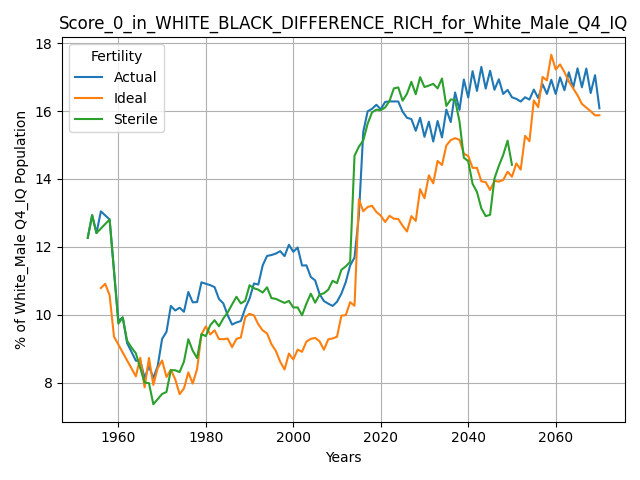 Score_0_in_WHITE_BLACK_DIFFERENCE_RICH_for_White_Male_Q4_IQ
Fertility
Actual
Ideal
Sterile
% of White_Male Q4_IQ Population
18
16
14
12
10
8
1960
1980
2000
2020
2040
2060
Years